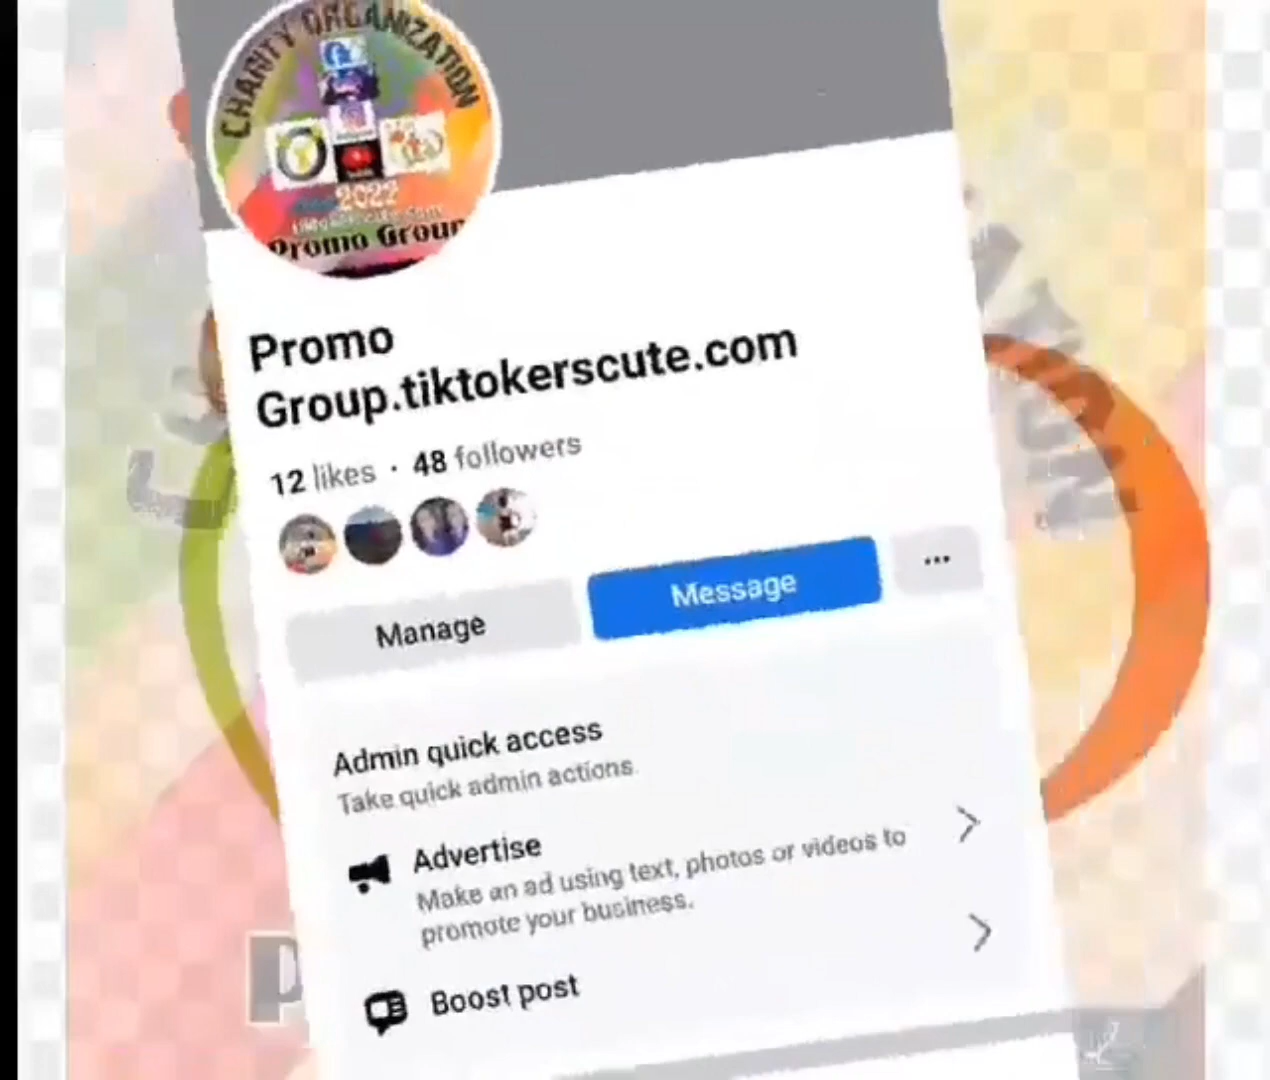 CHARITY ORGANIZATION
2022
Promo Group
Promo
Group.tiktokerscute.com
12 likes · 48 followers
Manage
Message
Admin quick access
Take quick admin actions
Advertise
Make an ad using text, photos or videos to
promote your business.
Boost post